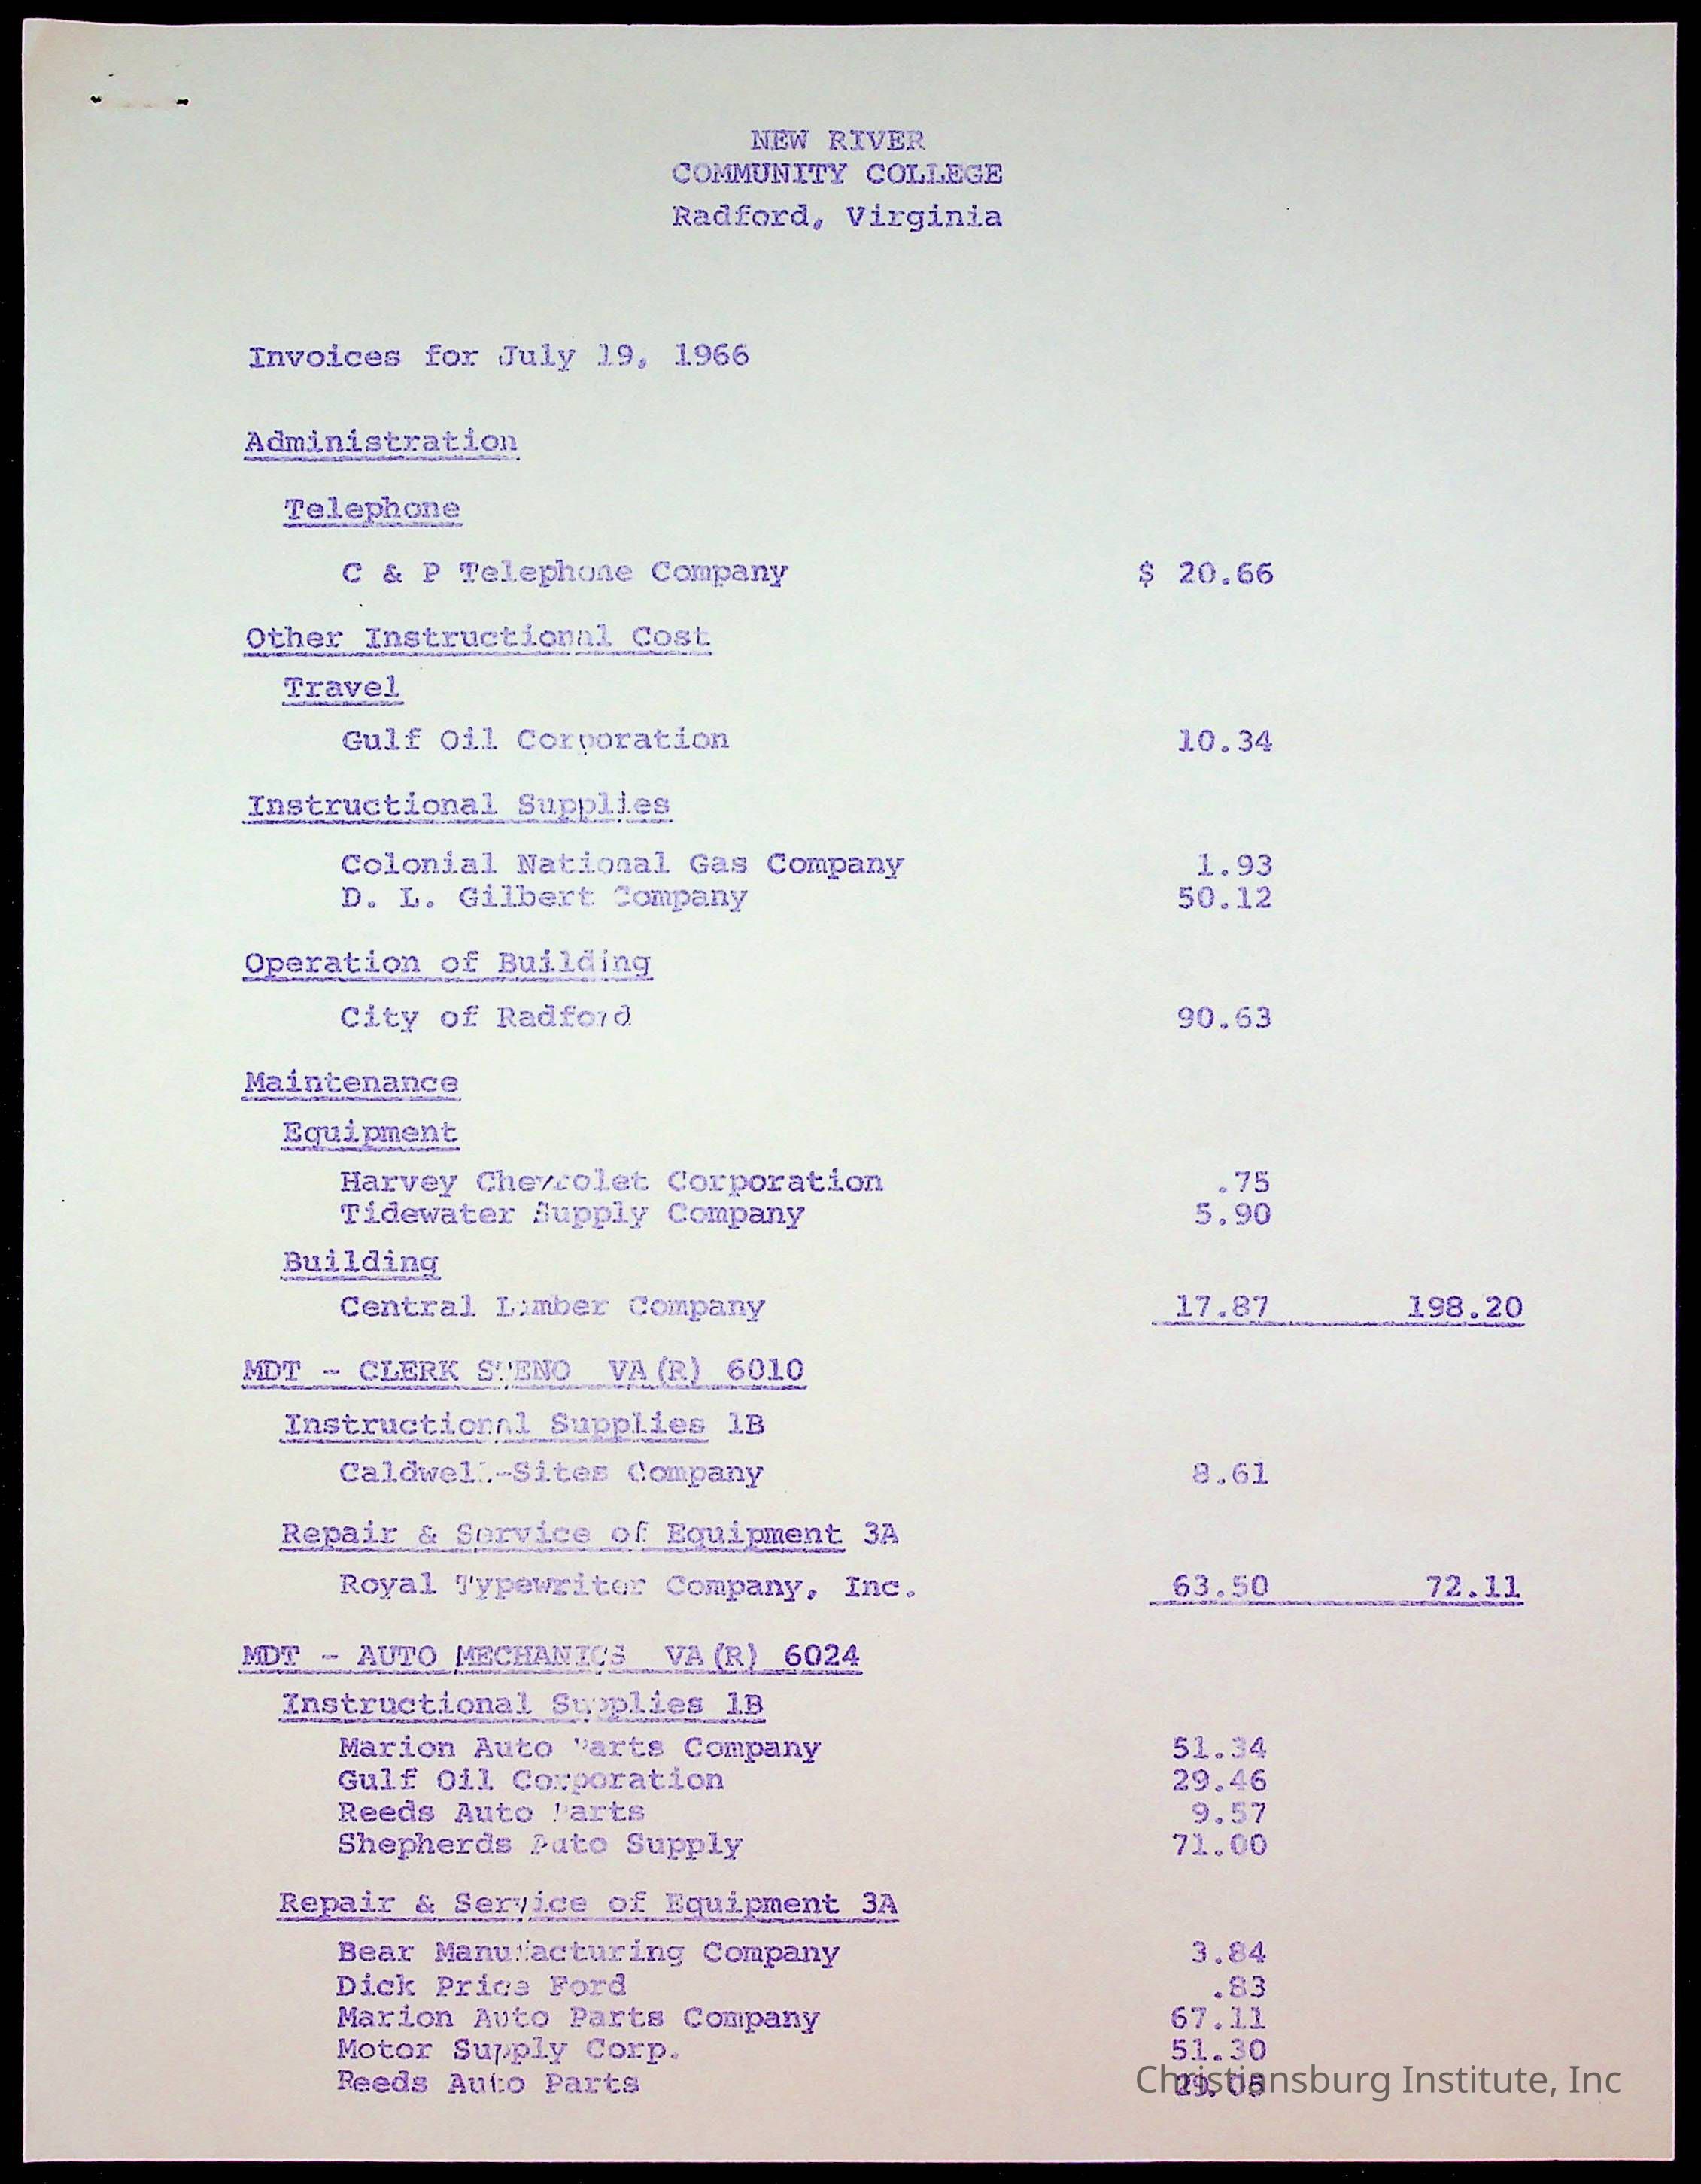 NEW RIVER
COMMUNITY COLLEGE
Radford, Virginia
Invoices for July 19, 1966
Administration
Telephone
C & P Telephone Company $ 20.66
Other Instructional Cost
Travel
Gulf Oil Corporation 10.34
Instructional Supplies
Colonial National Gas Company 1.93
D. L. Gilbert Company 50.12
Operation of Building
City of Radford 90.63
Maintenance
Equipment
Harvey Chevrolet Corporation .75
Tidewater Supply Company 5.90
Building
Central Lumber Company 17.87 198.20
MDT - CLERK STENO VA(R) 6010
Instructional Supplies 1B
Caldwell-Sites Company 8.61
Repair & Service of Equipment 3A
Royal Typewriter Company, Inc. 63.50 72.11
MDT - AUTO MECHANICS VA(R) 6024
Instructional Supplies 1B
Marion Auto Parts Company 51.34
Gulf Oil Corporation 29.46
Reeds Auto Parts 9.57
Shepherds Auto Supply 71.00
Repair & Service of Equipment 3A
Bear Manufacturing Company 3.84
Dick Price Ford .83
Marion Auto Parts Company 67.11
Motor Supply Corp. 51.30
Reeds Auto Parts
Christiansburg Institute, Inc